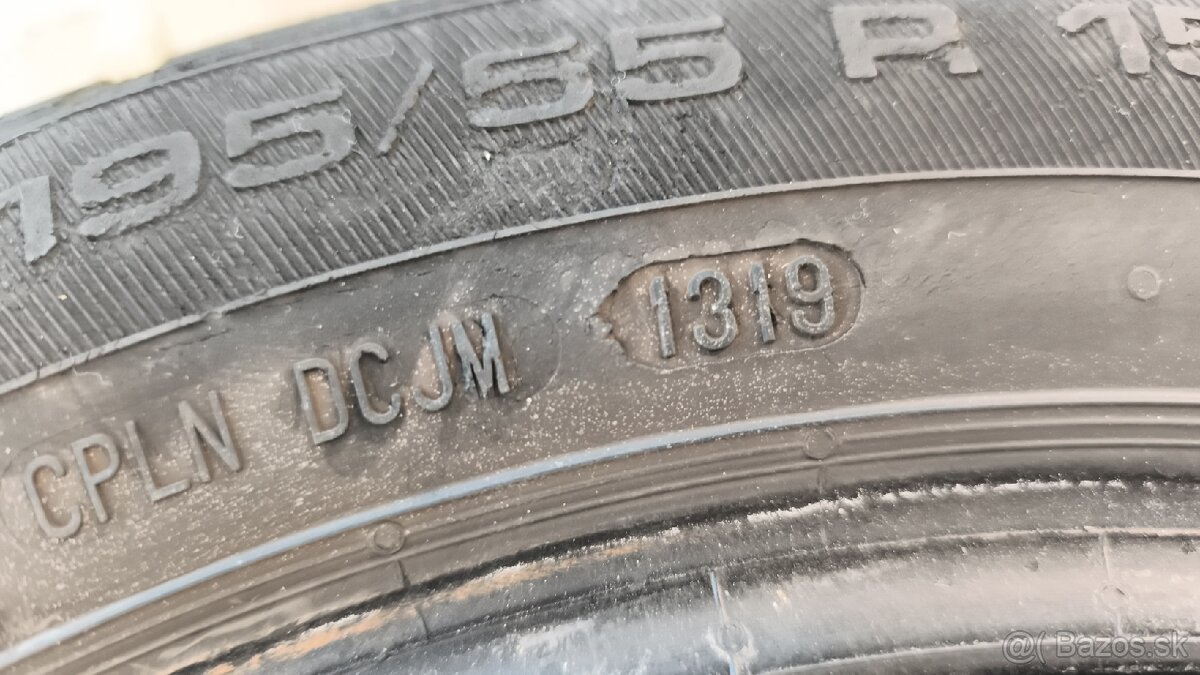 195/55 R 15
CPLN DCJM 1319
@( Bazos.sk